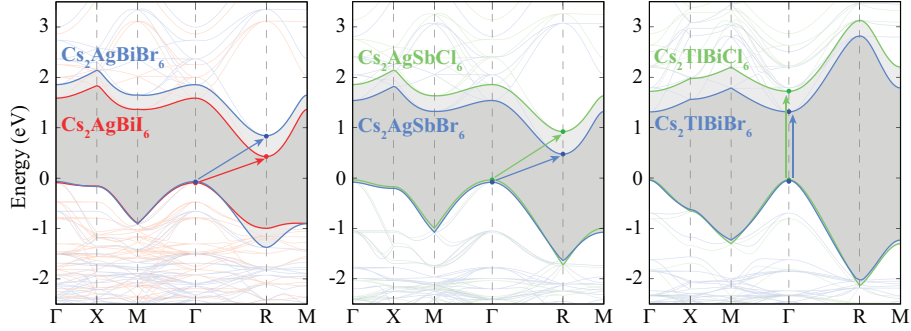 Energy (eV)
3
2
1
0
-1
-2
Cs₂AgBiBr₆
Cs₂AgBiI₆
Γ X M Γ R M
3
2
1
0
-1
-2
Cs₂AgSbCl₆
Cs₂AgSbBr₆
Γ X M Γ R M
3
2
1
0
-1
-2
Cs₂TlBiCl₆
Cs₂TlBiBr₆
Γ X M Γ R M